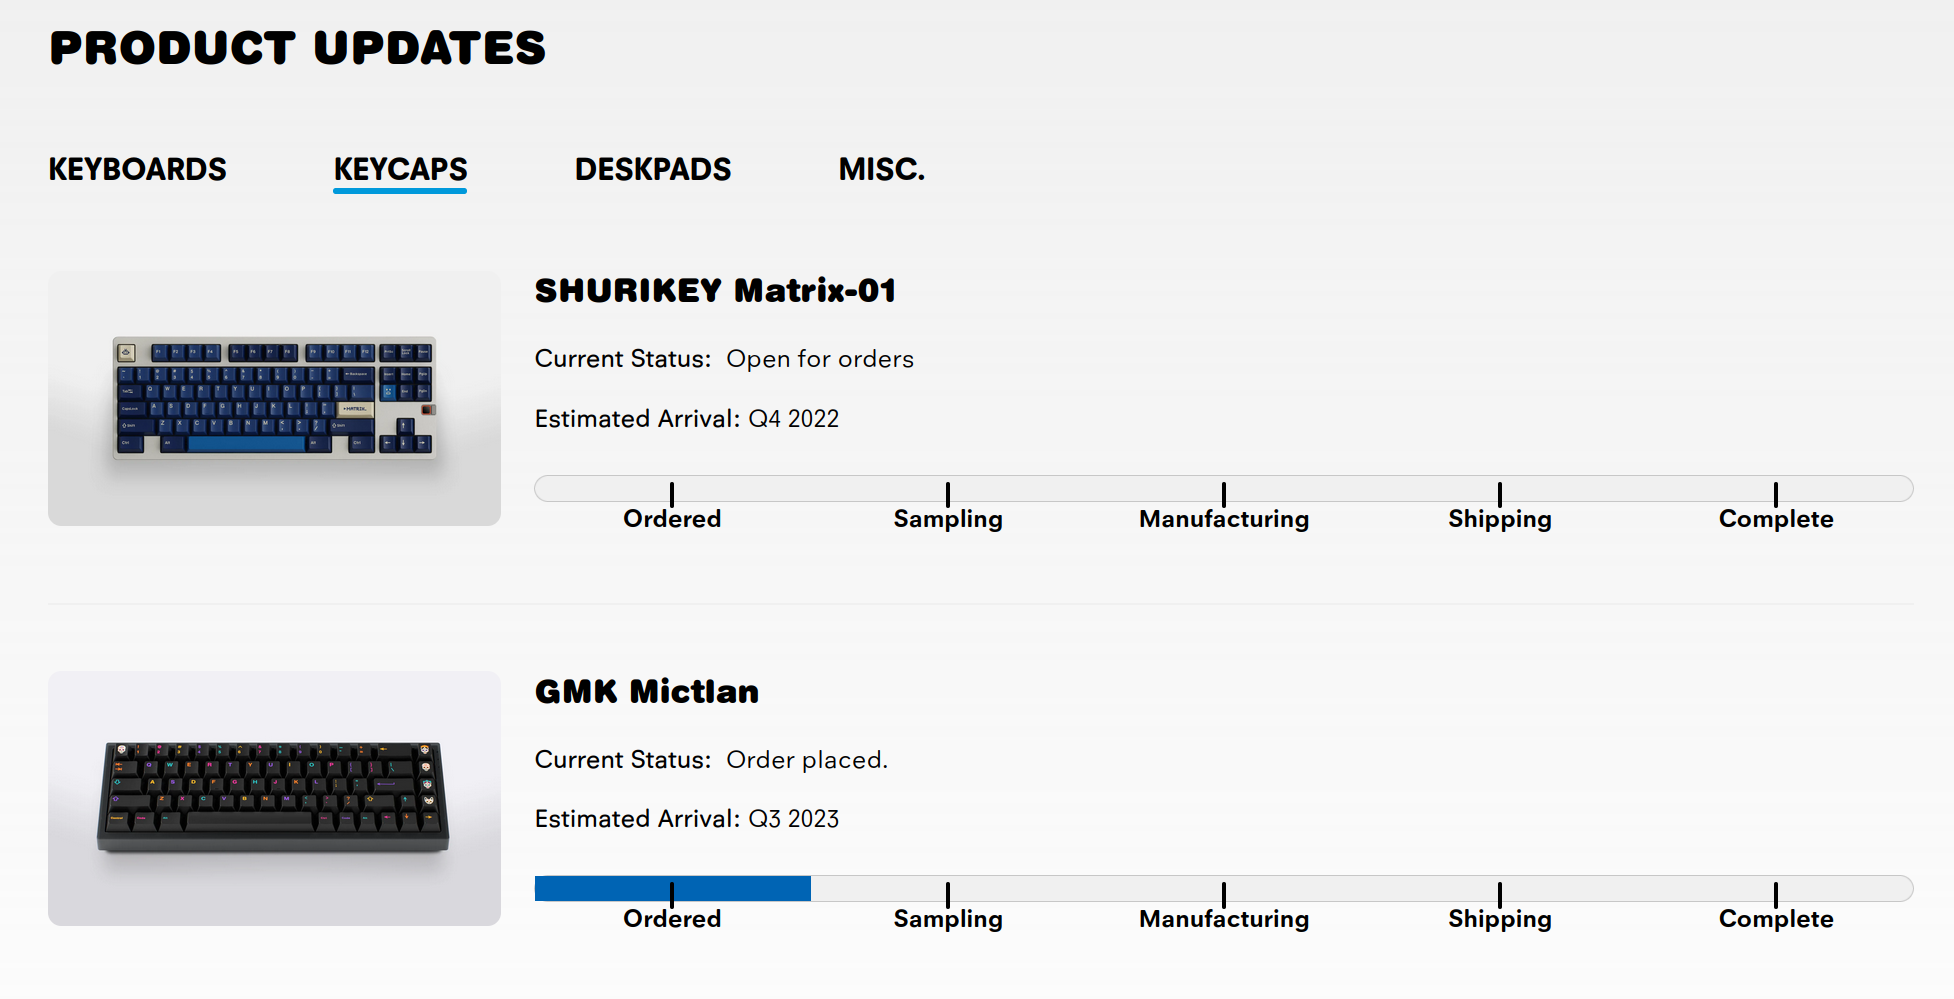 PRODUCT UPDATES
KEYBOARDS KEYCAPS DESKPADS MISC.
SHURIKEY Matrix-01
Current Status: Open for orders
Estimated Arrival: Q4 2022
Ordered Sampling Manufacturing Shipping Complete
GMK Mictlan
Current Status: Order placed.
Estimated Arrival: Q3 2023
Ordered Sampling Manufacturing Shipping Complete